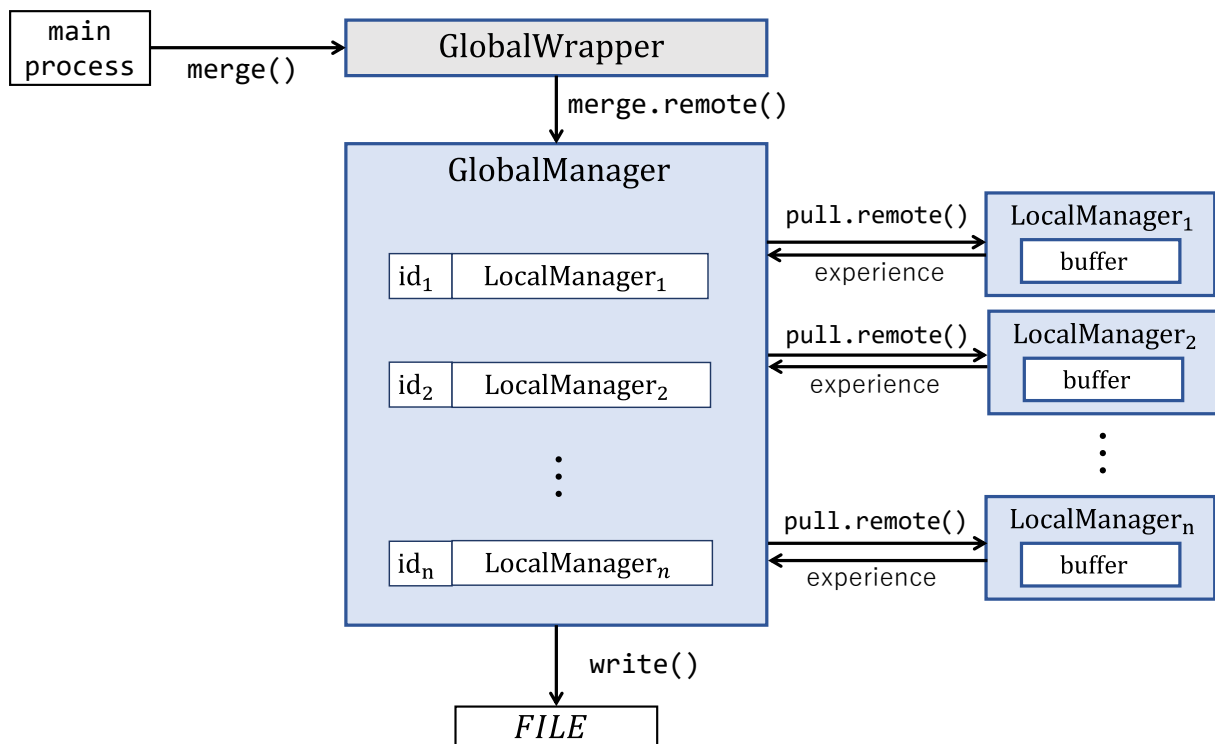 main
process
merge()
GlobalWrapper
merge.remote()
GlobalManager
id₁ LocalManager₁
id₂ LocalManager₂
⋮
idₙ LocalManagerₙ
pull.remote()
experience
LocalManager₁
buffer
pull.remote()
experience
LocalManager₂
buffer
⋮
pull.remote()
experience
LocalManagerₙ
buffer
write()
FILE